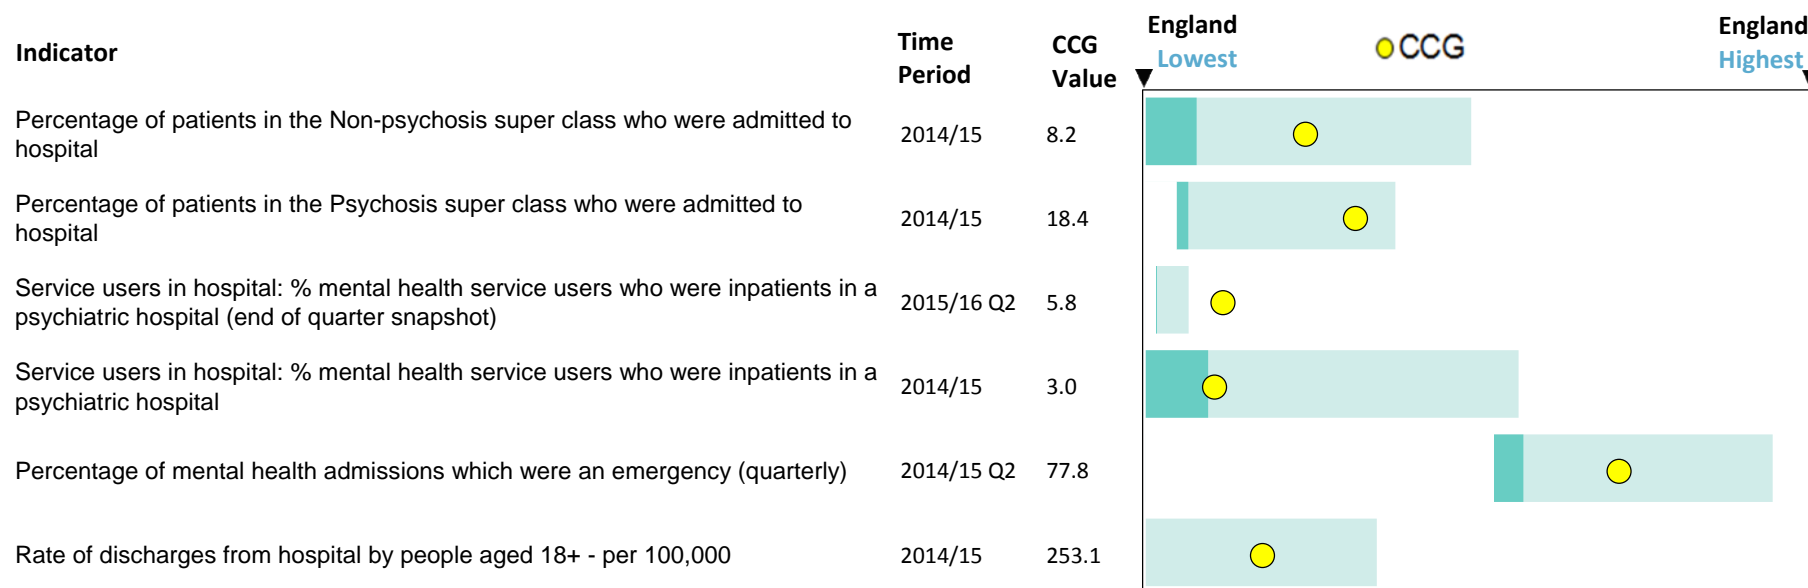 Indicator
Time
Period
CCG
Value
England
Lowest
CCG
England
Highest
Percentage of patients in the Non-psychosis super class who were admitted to
hospital
2014/15
8.2
Percentage of patients in the Psychosis super class who were admitted to
hospital
2014/15
18.4
Service users in hospital: % mental health service users who were inpatients in a
psychiatric hospital (end of quarter snapshot)
2015/16 Q2
5.8
Service users in hospital: % mental health service users who were inpatients in a
psychiatric hospital
2014/15
3.0
Percentage of mental health admissions which were an emergency (quarterly)
2014/15 Q2
77.8
Rate of discharges from hospital by people aged 18+ - per 100,000
2014/15
253.1